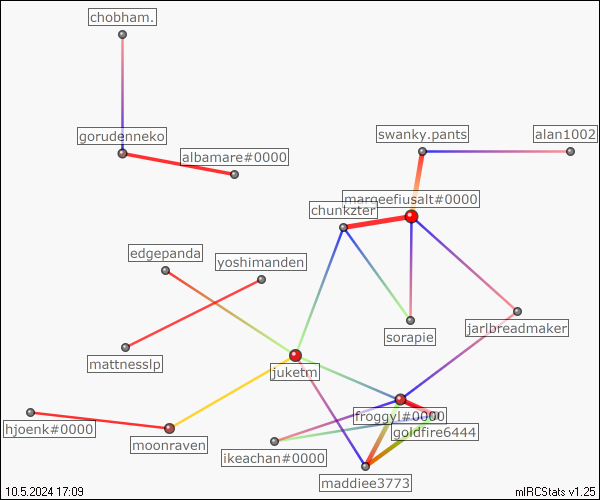 chobham.
gorudenneko
swanky.pants
alan1002
albamare#0000
marqeefiusalt#0000
chunkzter
edgepanda
yoshimanden
jarlbreadmaker
sorapie
mattnesslp
juketm
froggyl#0000
hjoenk#0000
goldfire6444
moonraven
ikeachan#0000
maddiee3773
10.5.2024 17:09
mIRCStats v1.25